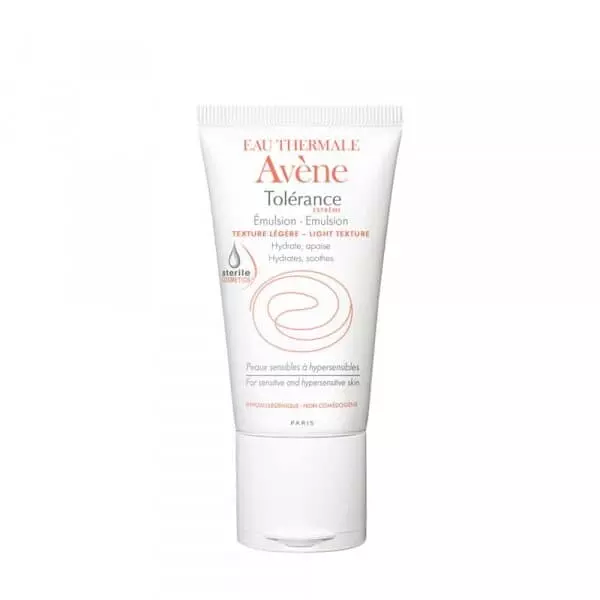 EAU THERMALE
Avène
Tolérance
EXTRÊME
Émulsion - Emulsion
TEXTURE LÉGÈRE – LIGHT TEXTURE
Hydrate, apaise
Hydrates, soothes
sterile
COSMETICS
Peaux sensibles à hypersensibles
For sensitive and hypersensitive skin
HYPOALLERGÉNIQUE - NON COMÉDOGÈNE
PARIS